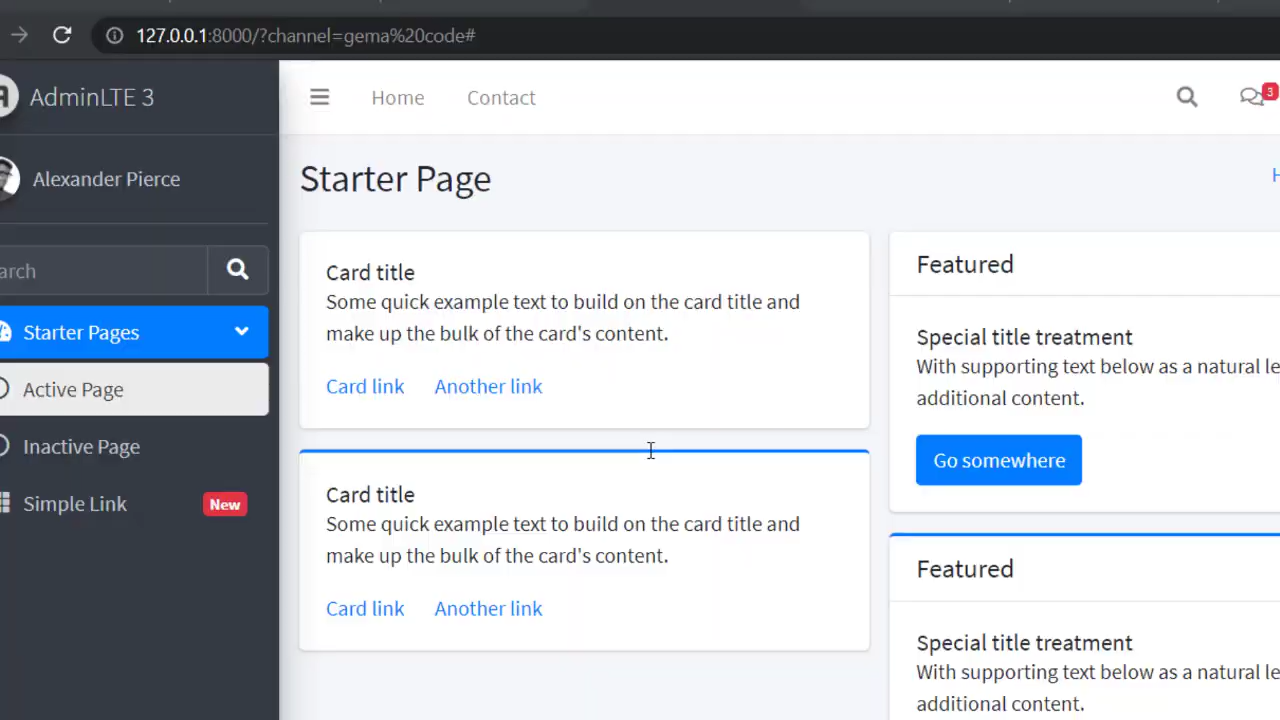 127.0.0.1:8000/?channel=gema%20code#
AdminLTE 3
Home
Contact
3
Alexander Pierce
Starter Page
arch
Starter Pages
Active Page
Inactive Page
Simple Link
New
Card title
Some quick example text to build on the card title and
make up the bulk of the card's content.
Card link
Another link
Card title
Some quick example text to build on the card title and
make up the bulk of the card's content.
Card link
Another link
Featured
Special title treatment
With supporting text below as a natural le
additional content.
Go somewhere
Featured
Special title treatment
With supporting text below as a natural le
additional content.